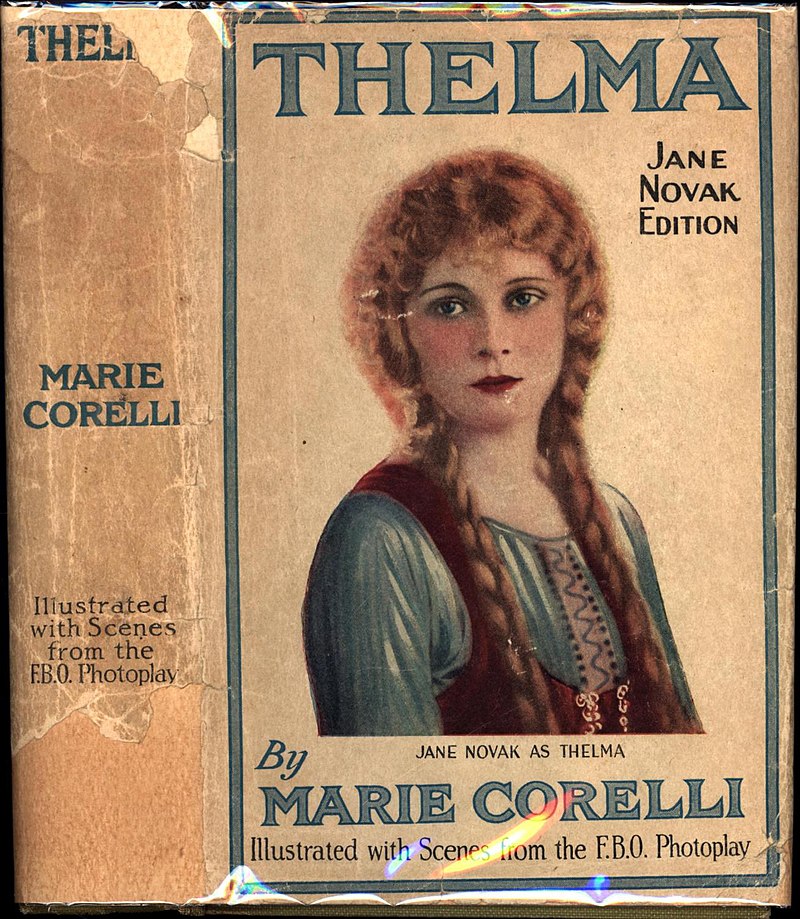 MARIE
CORELLI
Illustrated
with Scenes
from the
F.B.O. Photoplay
THELMA
JANE
NOVAK
EDITION
JANE NOVAK AS THELMA
By
MARIE CORELLI
Illustrated with Scenes from the F.B.O. Photoplay